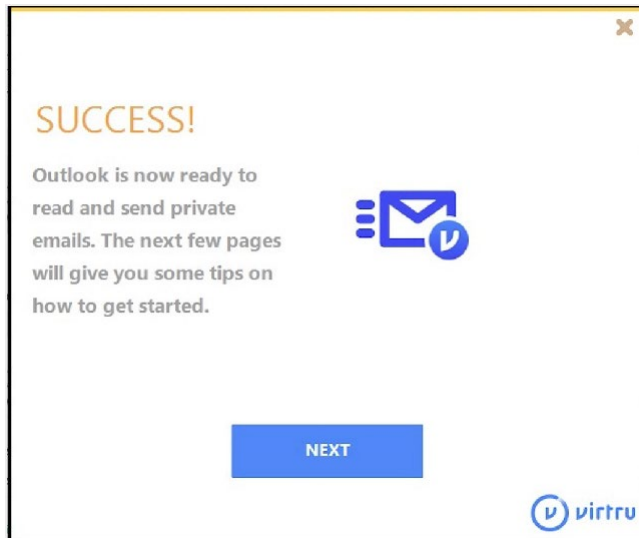 SUCCESS!
Outlook is now ready to
read and send private
emails. The next few pages
will give you some tips on
how to get started.
NEXT
virtru